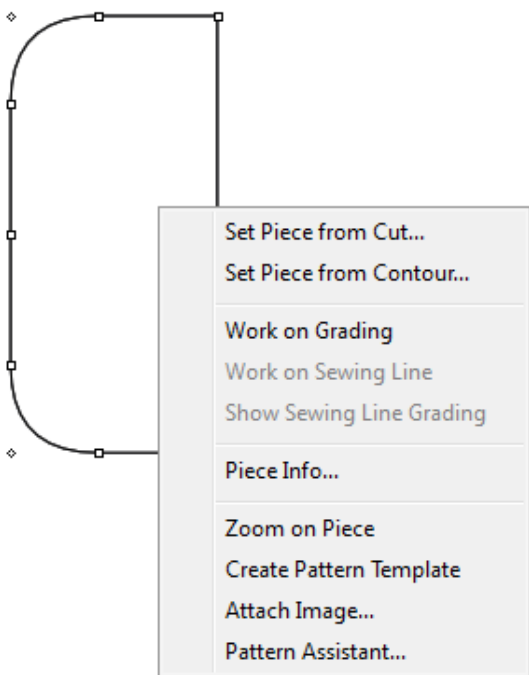 Set Piece from Cut...
Set Piece from Contour...
Work on Grading
Work on Sewing Line
Show Sewing Line Grading
Piece Info...
Zoom on Piece
Create Pattern Template
Attach Image...
Pattern Assistant...